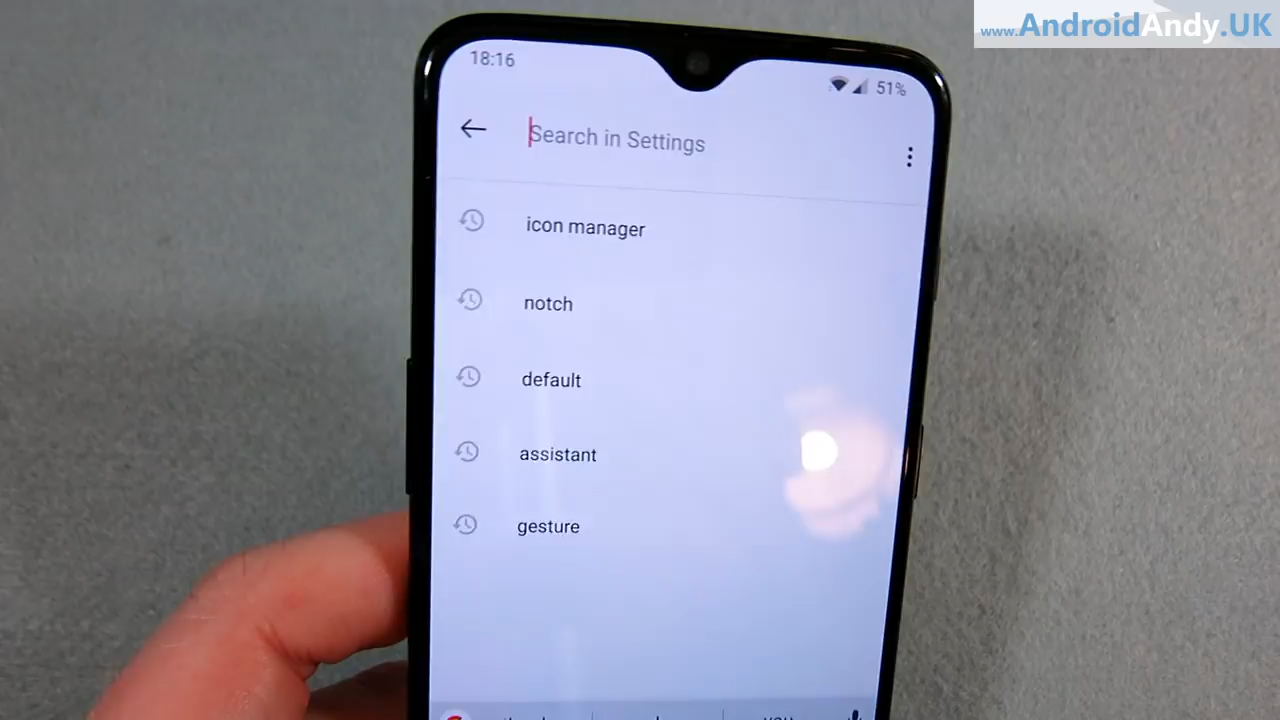 www.AndroidAndy.UK
18:16
51%
Search in Settings
icon manager
notch
default
assistant
gesture